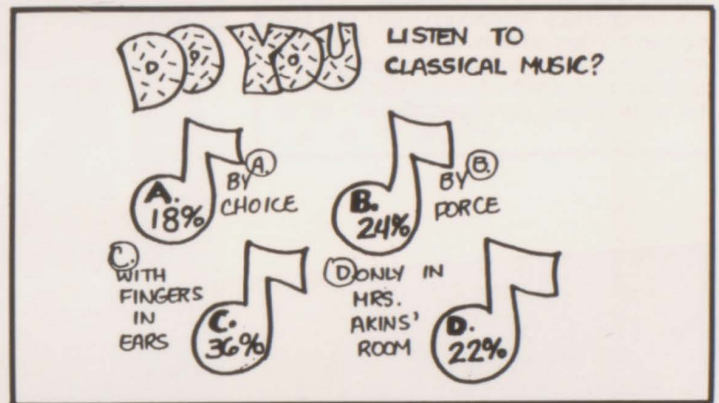 DO YOU LISTEN TO
CLASSICAL MUSIC?
A.
18%
A.
BY
CHOICE
B.
24%
B.
BY
PORCE
C.
WITH
FINGERS
IN
EARS
C.
36%
D ONLY IN
MRS.
AKINS'
ROOM
D.
22%